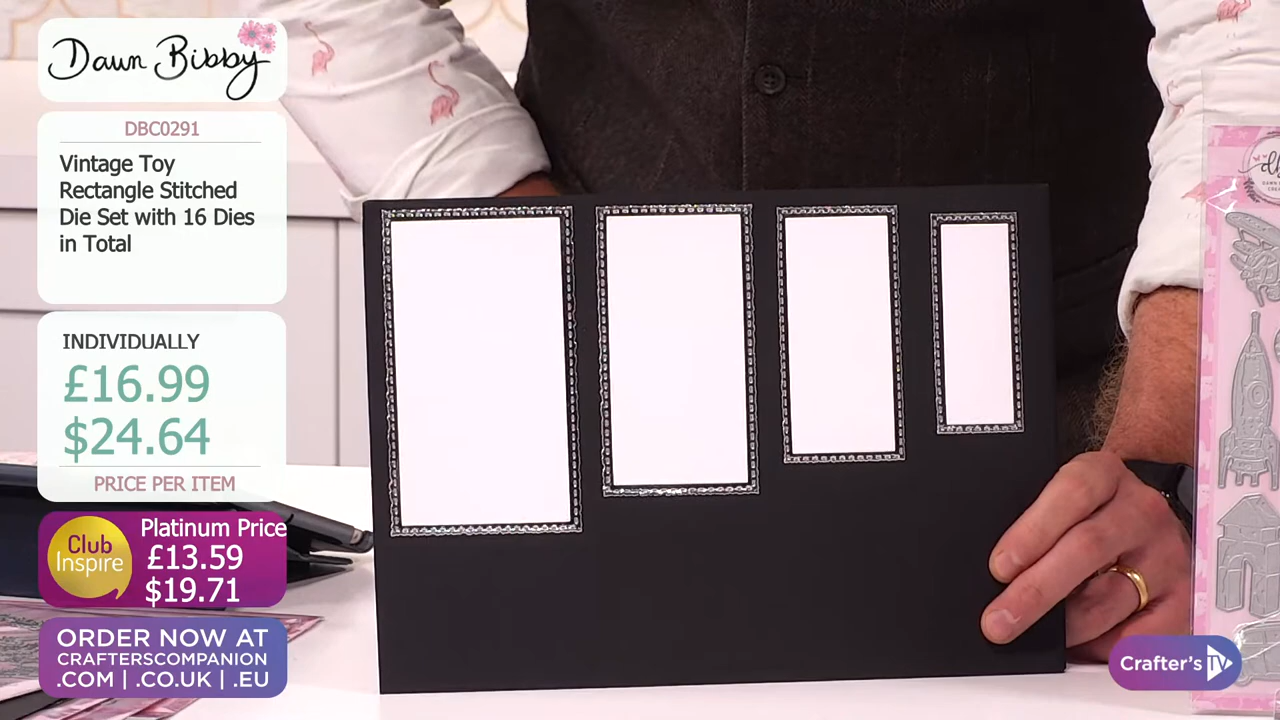 Dawn Bibby
DBC0291
Vintage Toy
Rectangle Stitched
Die Set with 16 Dies
in Total
INDIVIDUALLY
£16.99
$24.64
PRICE PER ITEM
Club
Inspire
Platinum Price
£13.59
$19.71
ORDER NOW AT
CRAFTERSCOMPANION
.COM | .CO.UK | .EU
Crafter's TV